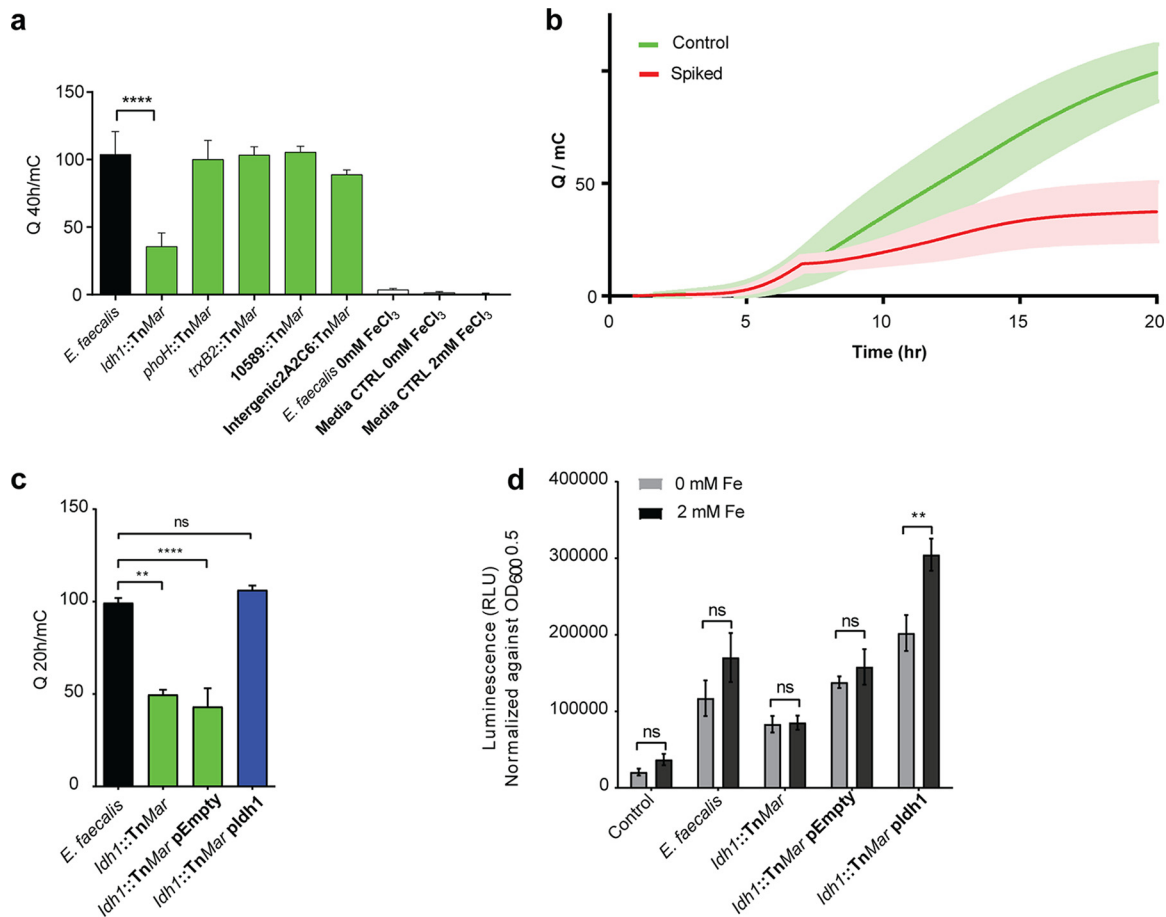 a
Q 40h/mC
150
100
50
0
****
E. faecalis
ldh1::TnMar
phoH::TnMar
trxB2::TnMar
10589::TnMar
Intergenic2A2C6::TnMar
E. faecalis 0mM FeCl3
Media CTRL 0mM FeCl3
Media CTRL 2mM FeCl3
b
Control
Spiked
Q / mC
50
0
0
5
10
15
20
Time (hr)
c
Q 20h/mC
150
100
50
0
ns
****
**
E. faecalis
ldh1::TnMar
ldh1::TnMar pEmpty
ldh1::TnMar pldh1
d
0 mM Fe
2 mM Fe
Luminescence (RLU)
Normalized against OD600 0.5
400000
300000
200000
100000
0
ns
ns
ns
ns
**
Control
E. faecalis
ldh1::TnMar
ldh1::TnMar pEmpty
ldh1::TnMar pldh1